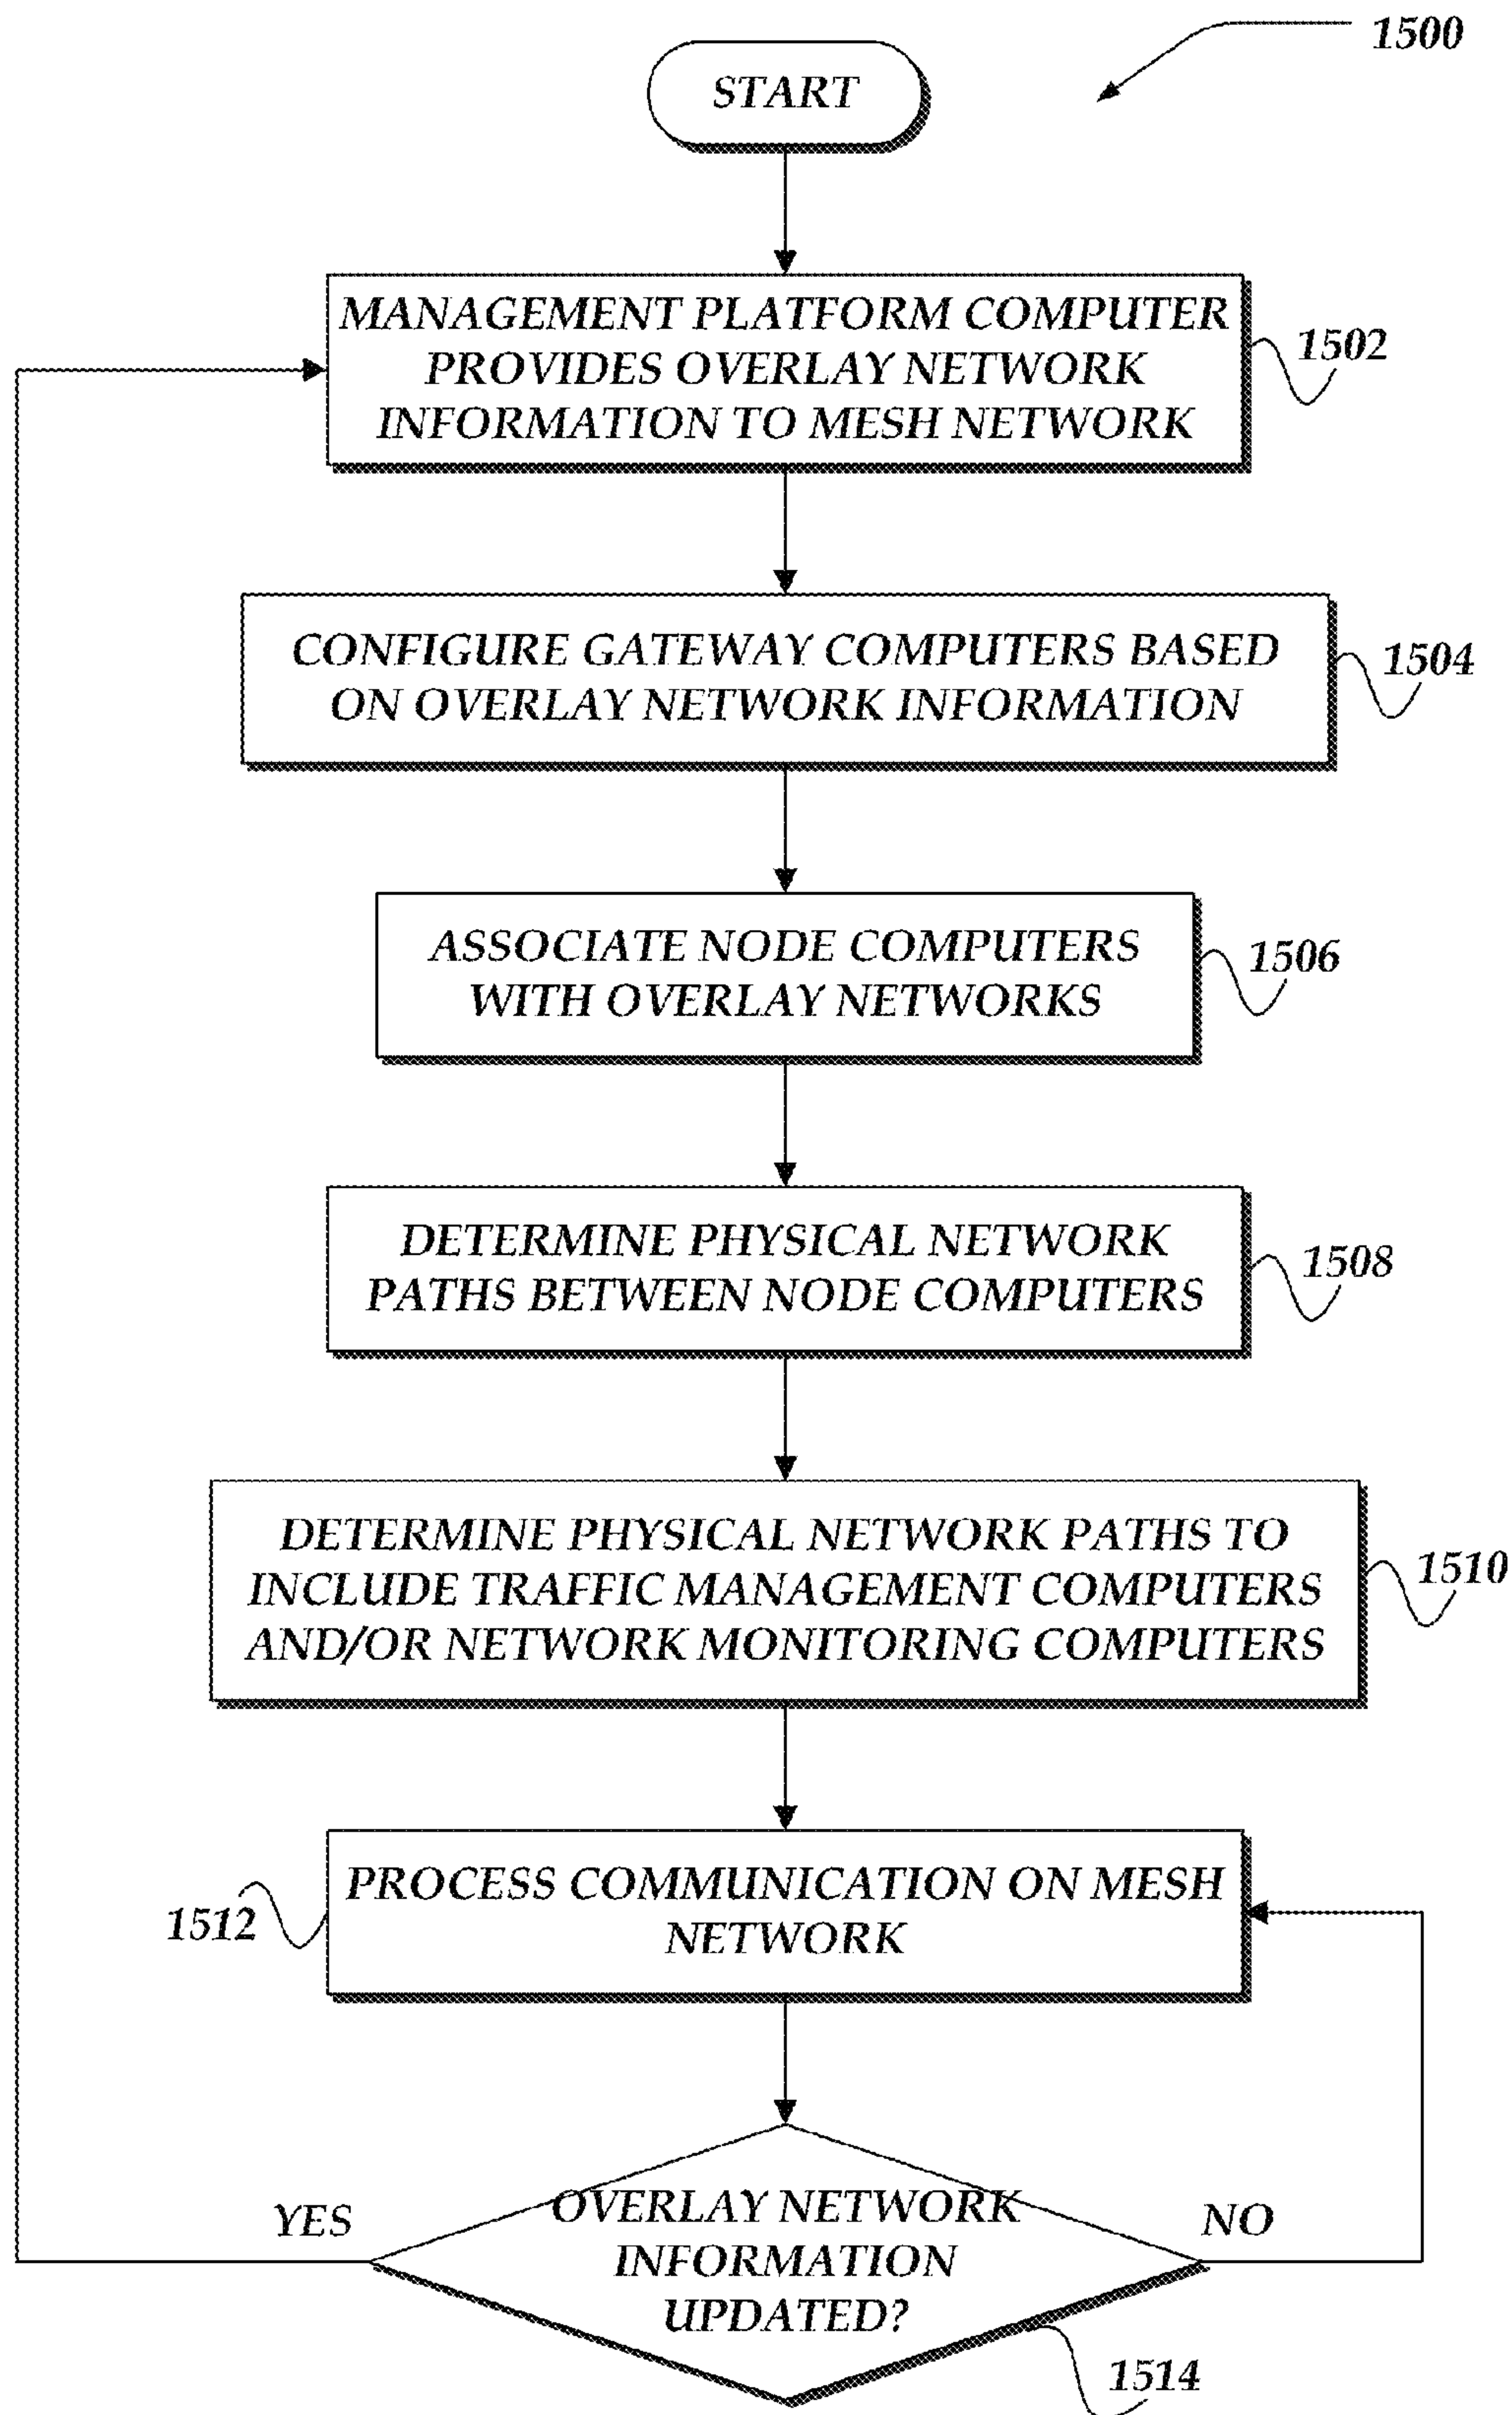 1500
START
MANAGEMENT PLATFORM COMPUTER
PROVIDES OVERLAY NETWORK
INFORMATION TO MESH NETWORK
1502
CONFIGURE GATEWAY COMPUTERS BASED
ON OVERLAY NETWORK INFORMATION
1504
ASSOCIATE NODE COMPUTERS
WITH OVERLAY NETWORKS
1506
DETERMINE PHYSICAL NETWORK
PATHS BETWEEN NODE COMPUTERS
1508
DETERMINE PHYSICAL NETWORK PATHS TO
INCLUDE TRAFFIC MANAGEMENT COMPUTERS
AND/OR NETWORK MONITORING COMPUTERS
1510
PROCESS COMMUNICATION ON MESH
NETWORK
1512
YES
OVERLAY NETWORK
INFORMATION
UPDATED?
NO
1514